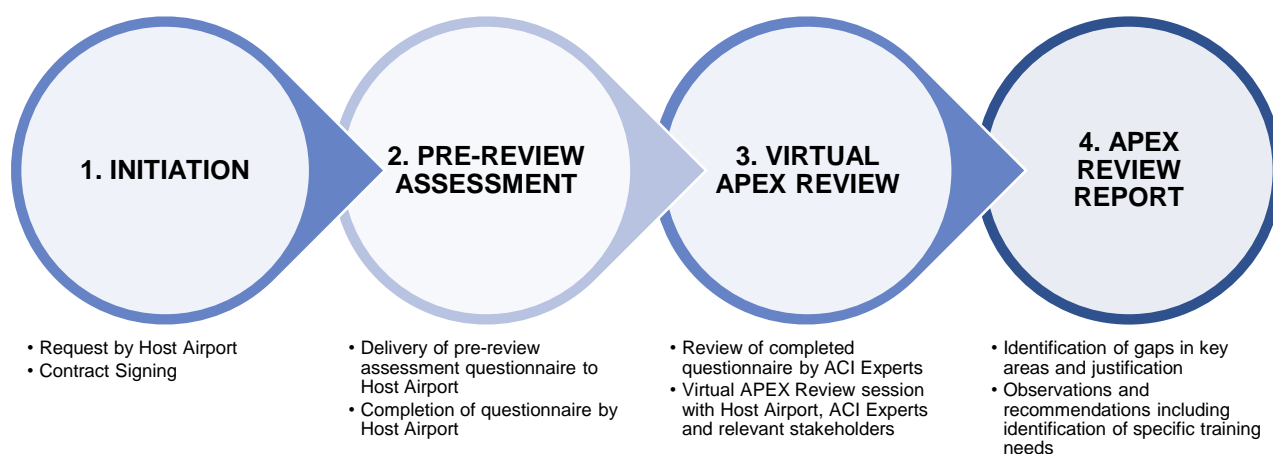 1. INITIATION
• Request by Host Airport
• Contract Signing
2. PRE-REVIEW
ASSESSMENT
• Delivery of pre-review
assessment questionnaire to
Host Airport
• Completion of questionnaire by
Host Airport
3. VIRTUAL
APEX REVIEW
• Review of completed
questionnaire by ACI Experts
• Virtual APEX Review session
with Host Airport, ACI Experts
and relevant stakeholders
4. APEX
REVIEW
REPORT
• Identification of gaps in key
areas and justification
• Observations and
recommendations including
identification of specific training
needs